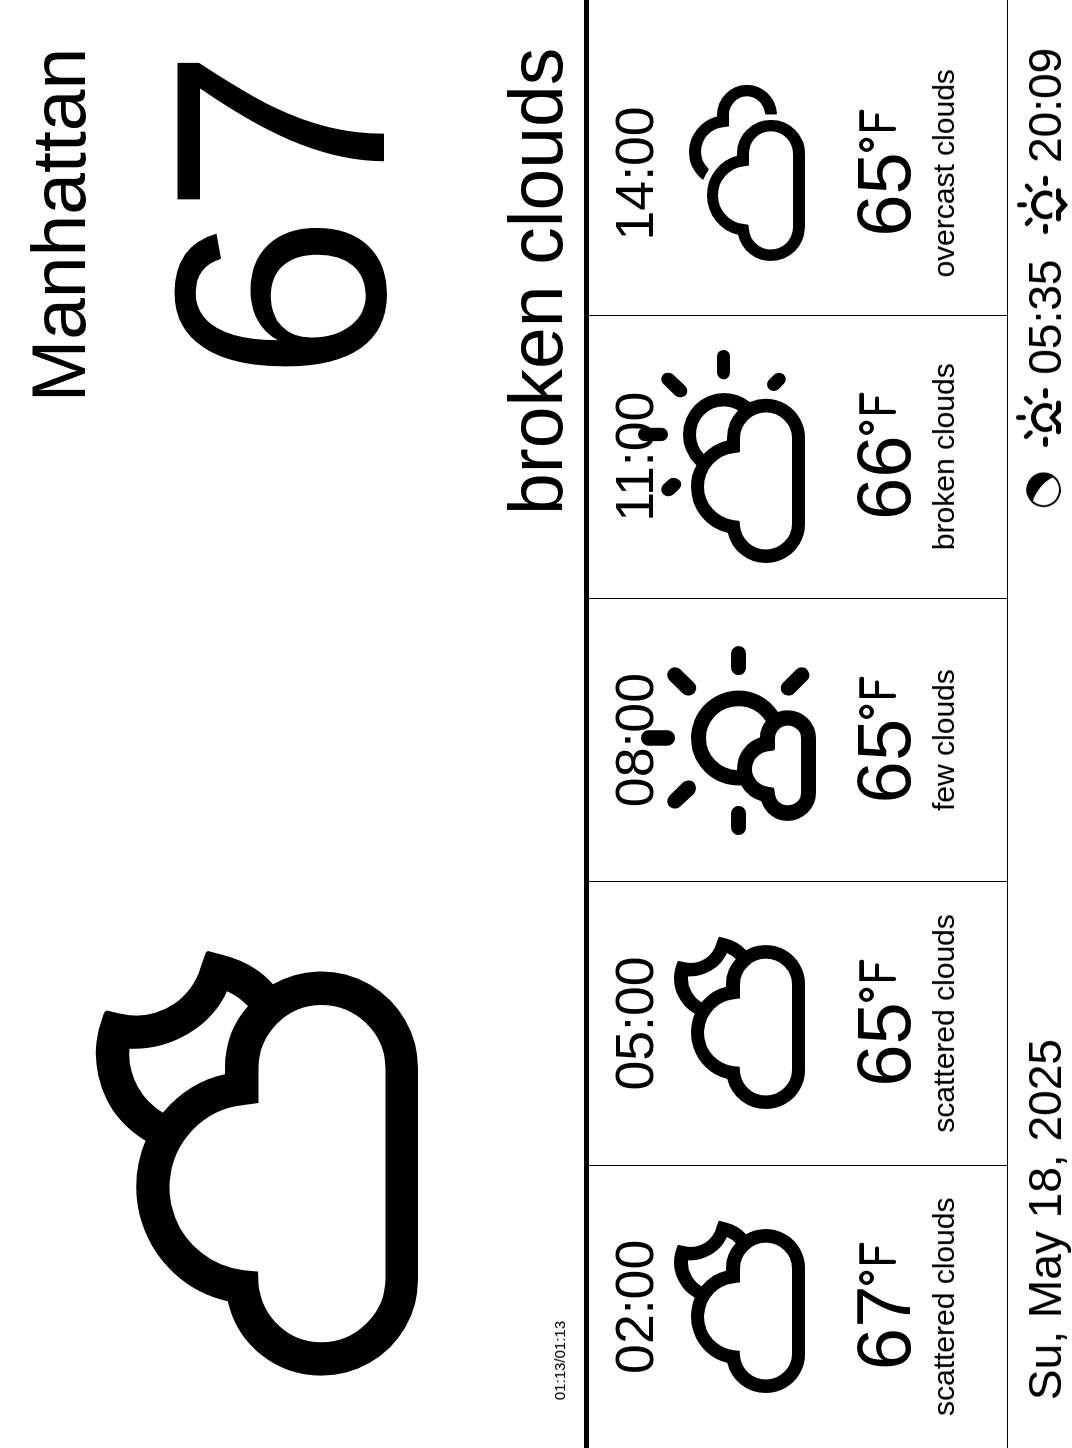 Manhattan
67
broken clouds
01:13/01:13
02:00
67°F
scattered clouds
05:00
65°F
scattered clouds
08:00
65°F
few clouds
11:00
66°F
broken clouds
14:00
65°F
overcast clouds
Su, May 18, 2025
05:35 20:09